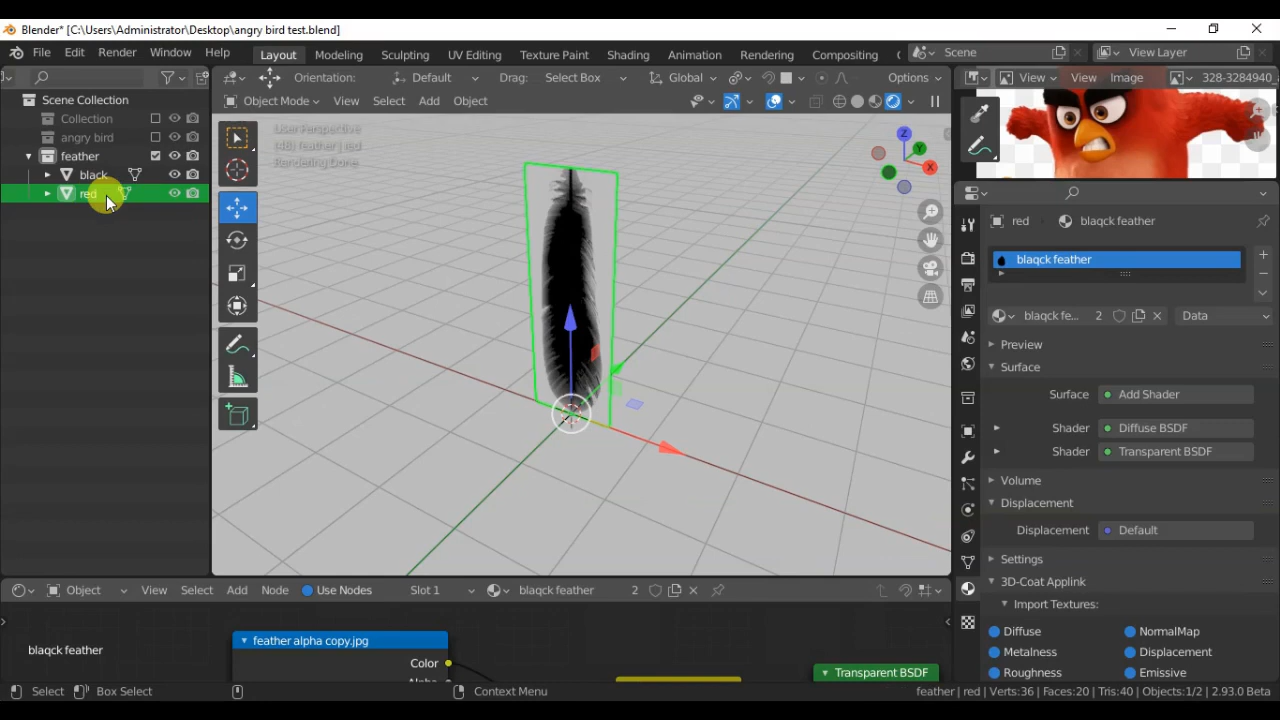 Blender* [C:\Users\Administrator\Desktop\angry bird test.blend]
File Edit Render Window Help Layout Modeling Sculpting UV Editing Texture Paint Shading Animation Rendering Compositing Scene View Layer
Orientation: Default Drag: Select Box Global Options View View Image 328-3284940_
Scene Collection
Object Mode View Select Add Object
Collection
angry bird
feather
black
red
User Perspective
(48) feather | red
Rendering Done
Z
Y
X
red blaqck feather
blaqck feather
blaqck fe... 2 Data
Preview
Surface
Surface Add Shader
Shader Diffuse BSDF
Shader Transparent BSDF
Volume
Displacement
Displacement Default
Settings
3D-Coat Applink
Import Textures:
Diffuse NormalMap
Metalness Displacement
Roughness Emissive
Object View Select Add Node Use Nodes Slot 1 blaqck feather 2
blaqck feather
feather alpha copy.jpg
Color
Transparent BSDF
Select Box Select Context Menu feather | red | Verts:36 | Faces:20 | Tris:40 | Objects:1/2 | 2.93.0 Beta